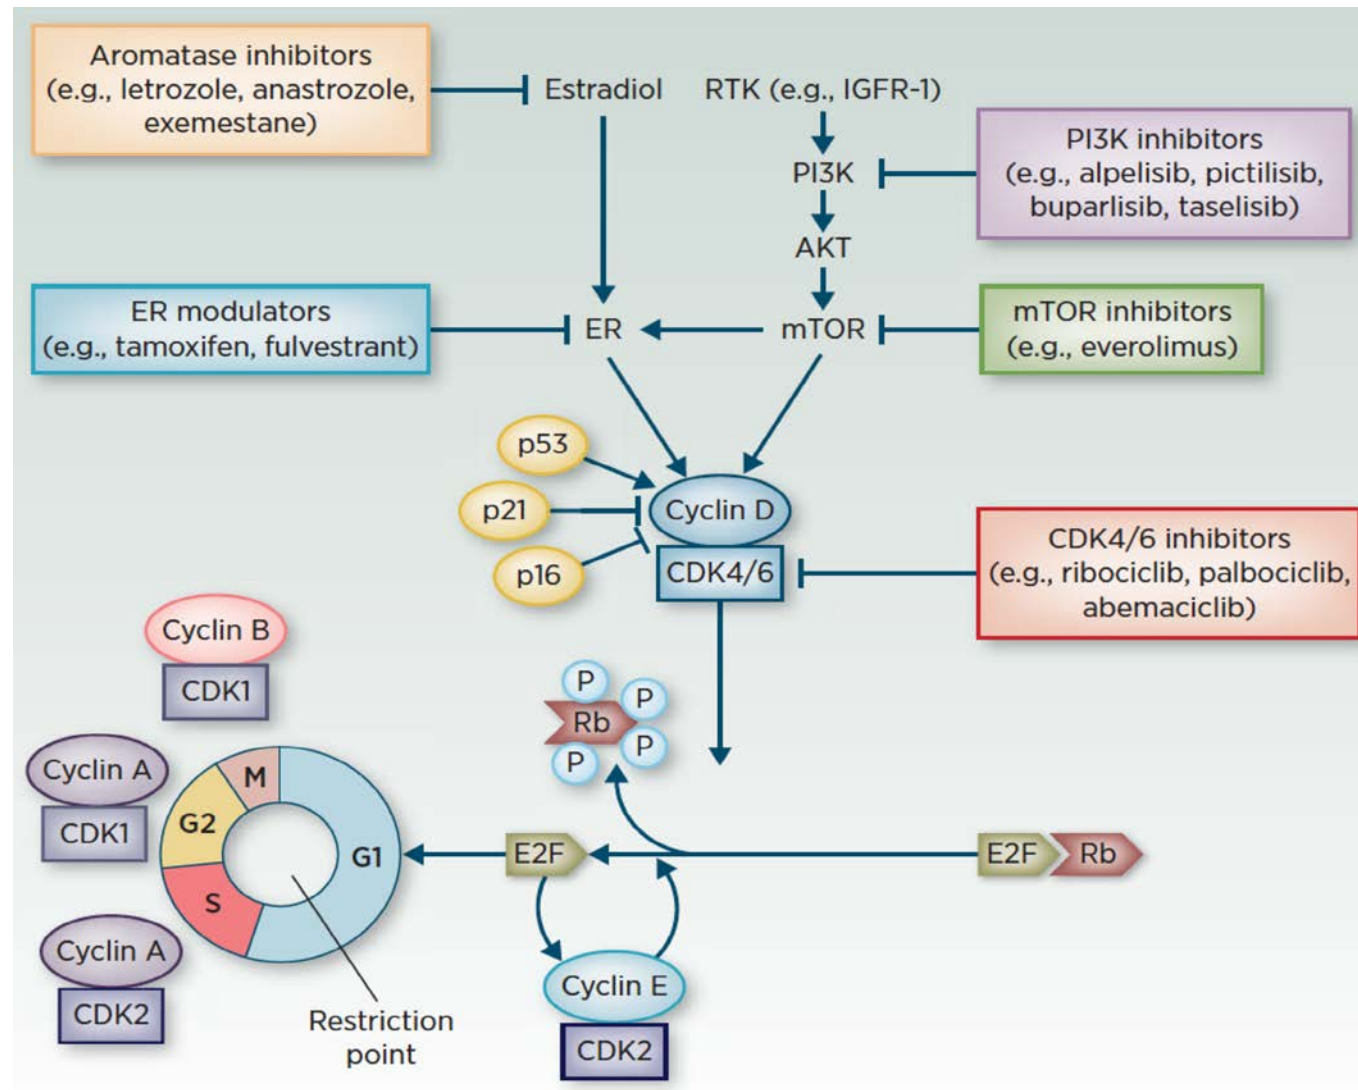 Aromatase inhibitors
(e.g., letrozole, anastrozole,
exemestane)
Estradiol
RTK (e.g., IGFR-1)
PI3K
PI3K inhibitors
(e.g., alpelisib, pictilisib,
buparlisib, taselisib)
AKT
ER modulators
(e.g., tamoxifen, fulvestrant)
ER
mTOR
mTOR inhibitors
(e.g., everolimus)
p53
p21
p16
Cyclin D
CDK4/6
CDK4/6 inhibitors
(e.g., ribociclib, palbociclib,
abemaciclib)
Cyclin B
CDK1
P
P
Rb
P
P
Cyclin A
CDK1
M
G2
G1
S
E2F
E2F
Rb
Cyclin A
CDK2
Restriction
point
Cyclin E
CDK2